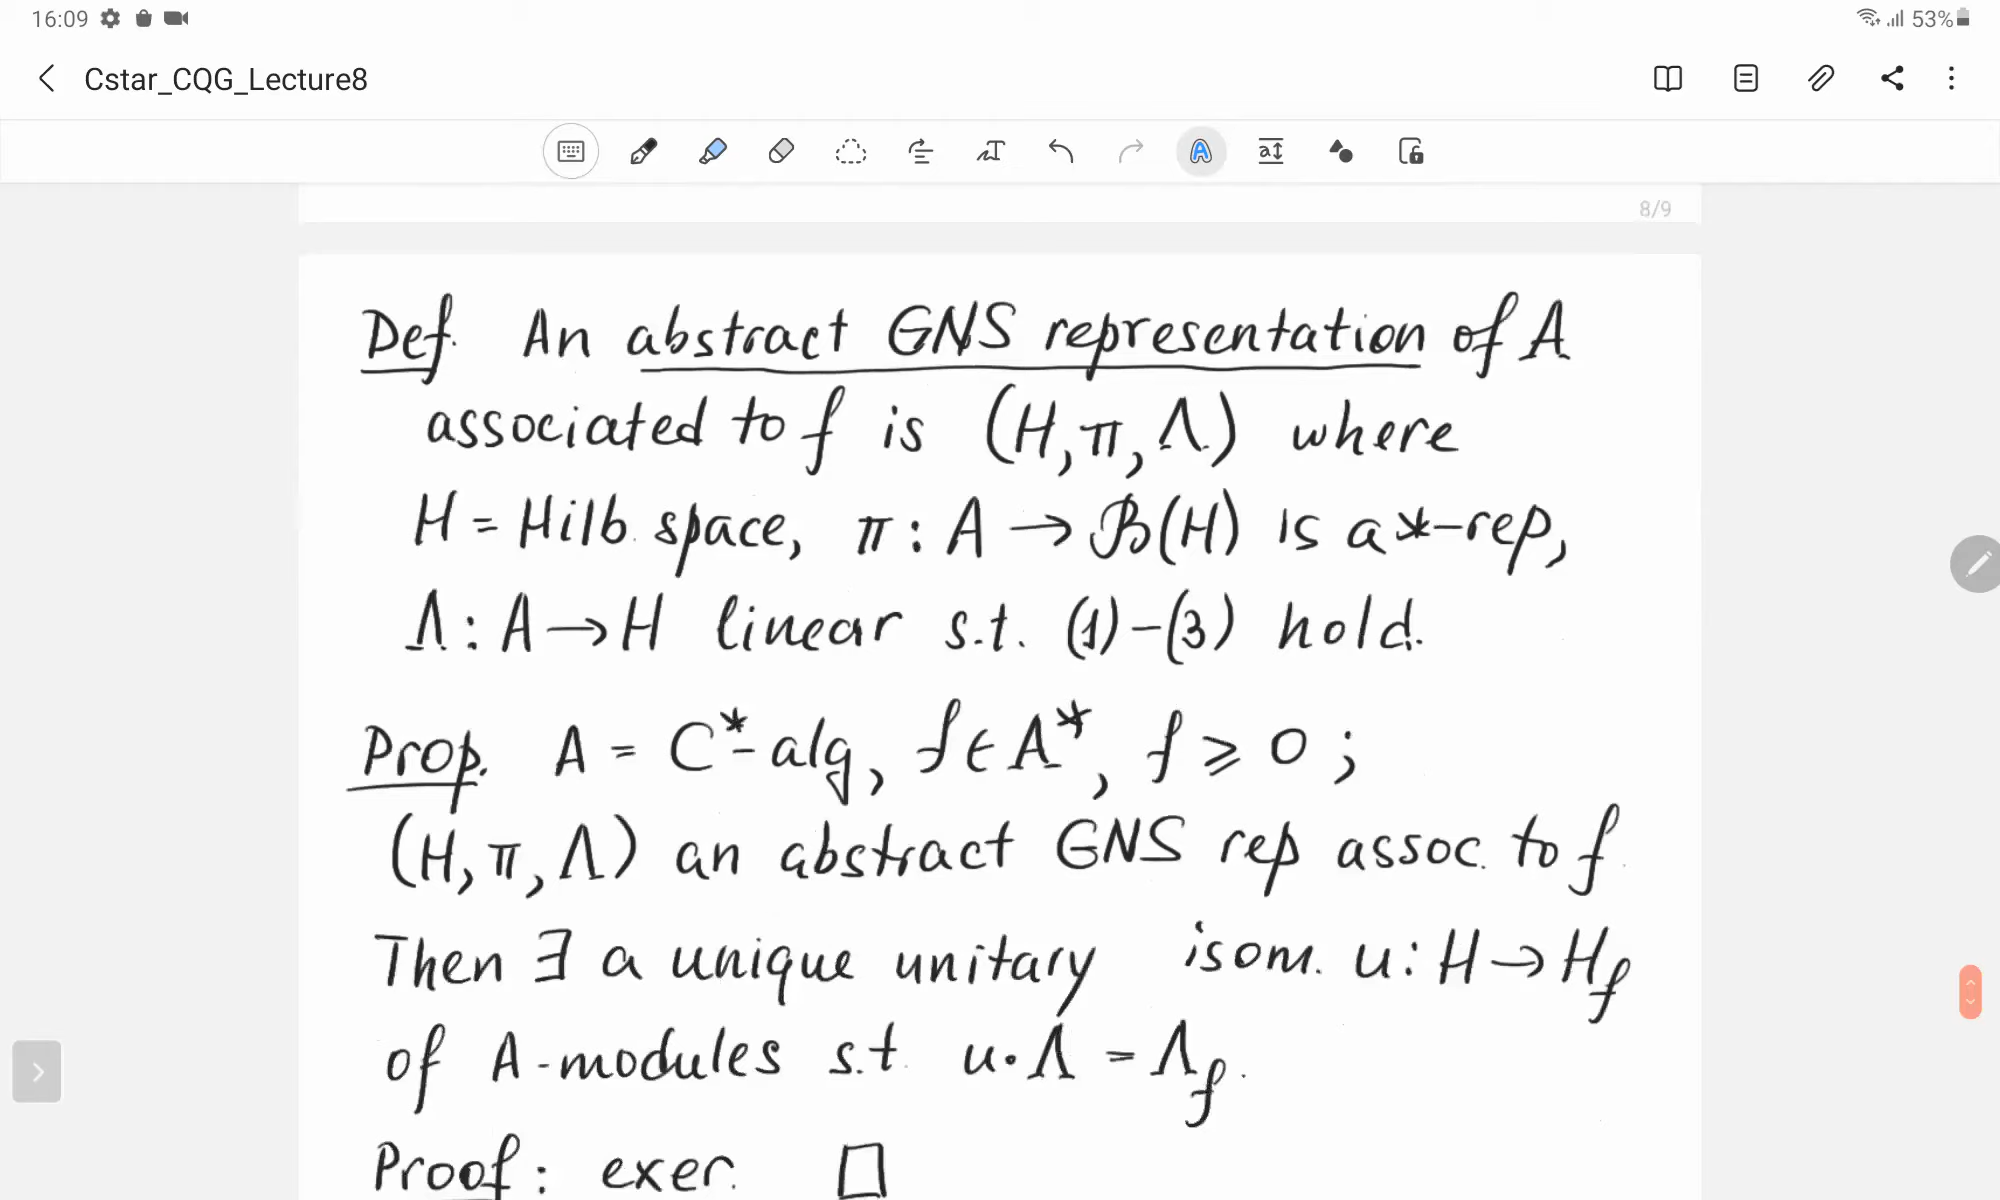 16:09
53%
Cstar_CQG_Lecture8
8/9
Def. An abstract GNS representation of A
associated to f is (H, π, Λ) where
H = Hilb. space, π : A → B(H) is a *-rep,
Λ : A → H linear s.t. (1)-(3) hold.
Prop. A = C*-alg, f ∈ A*, f ⩾ 0 ;
(H, π, Λ) an abstract GNS rep assoc. to f.
Then ∃ a unique unitary isom. u : H → H_f
of A-modules s.t. u∘Λ = Λ_f.
Proof: exer. □